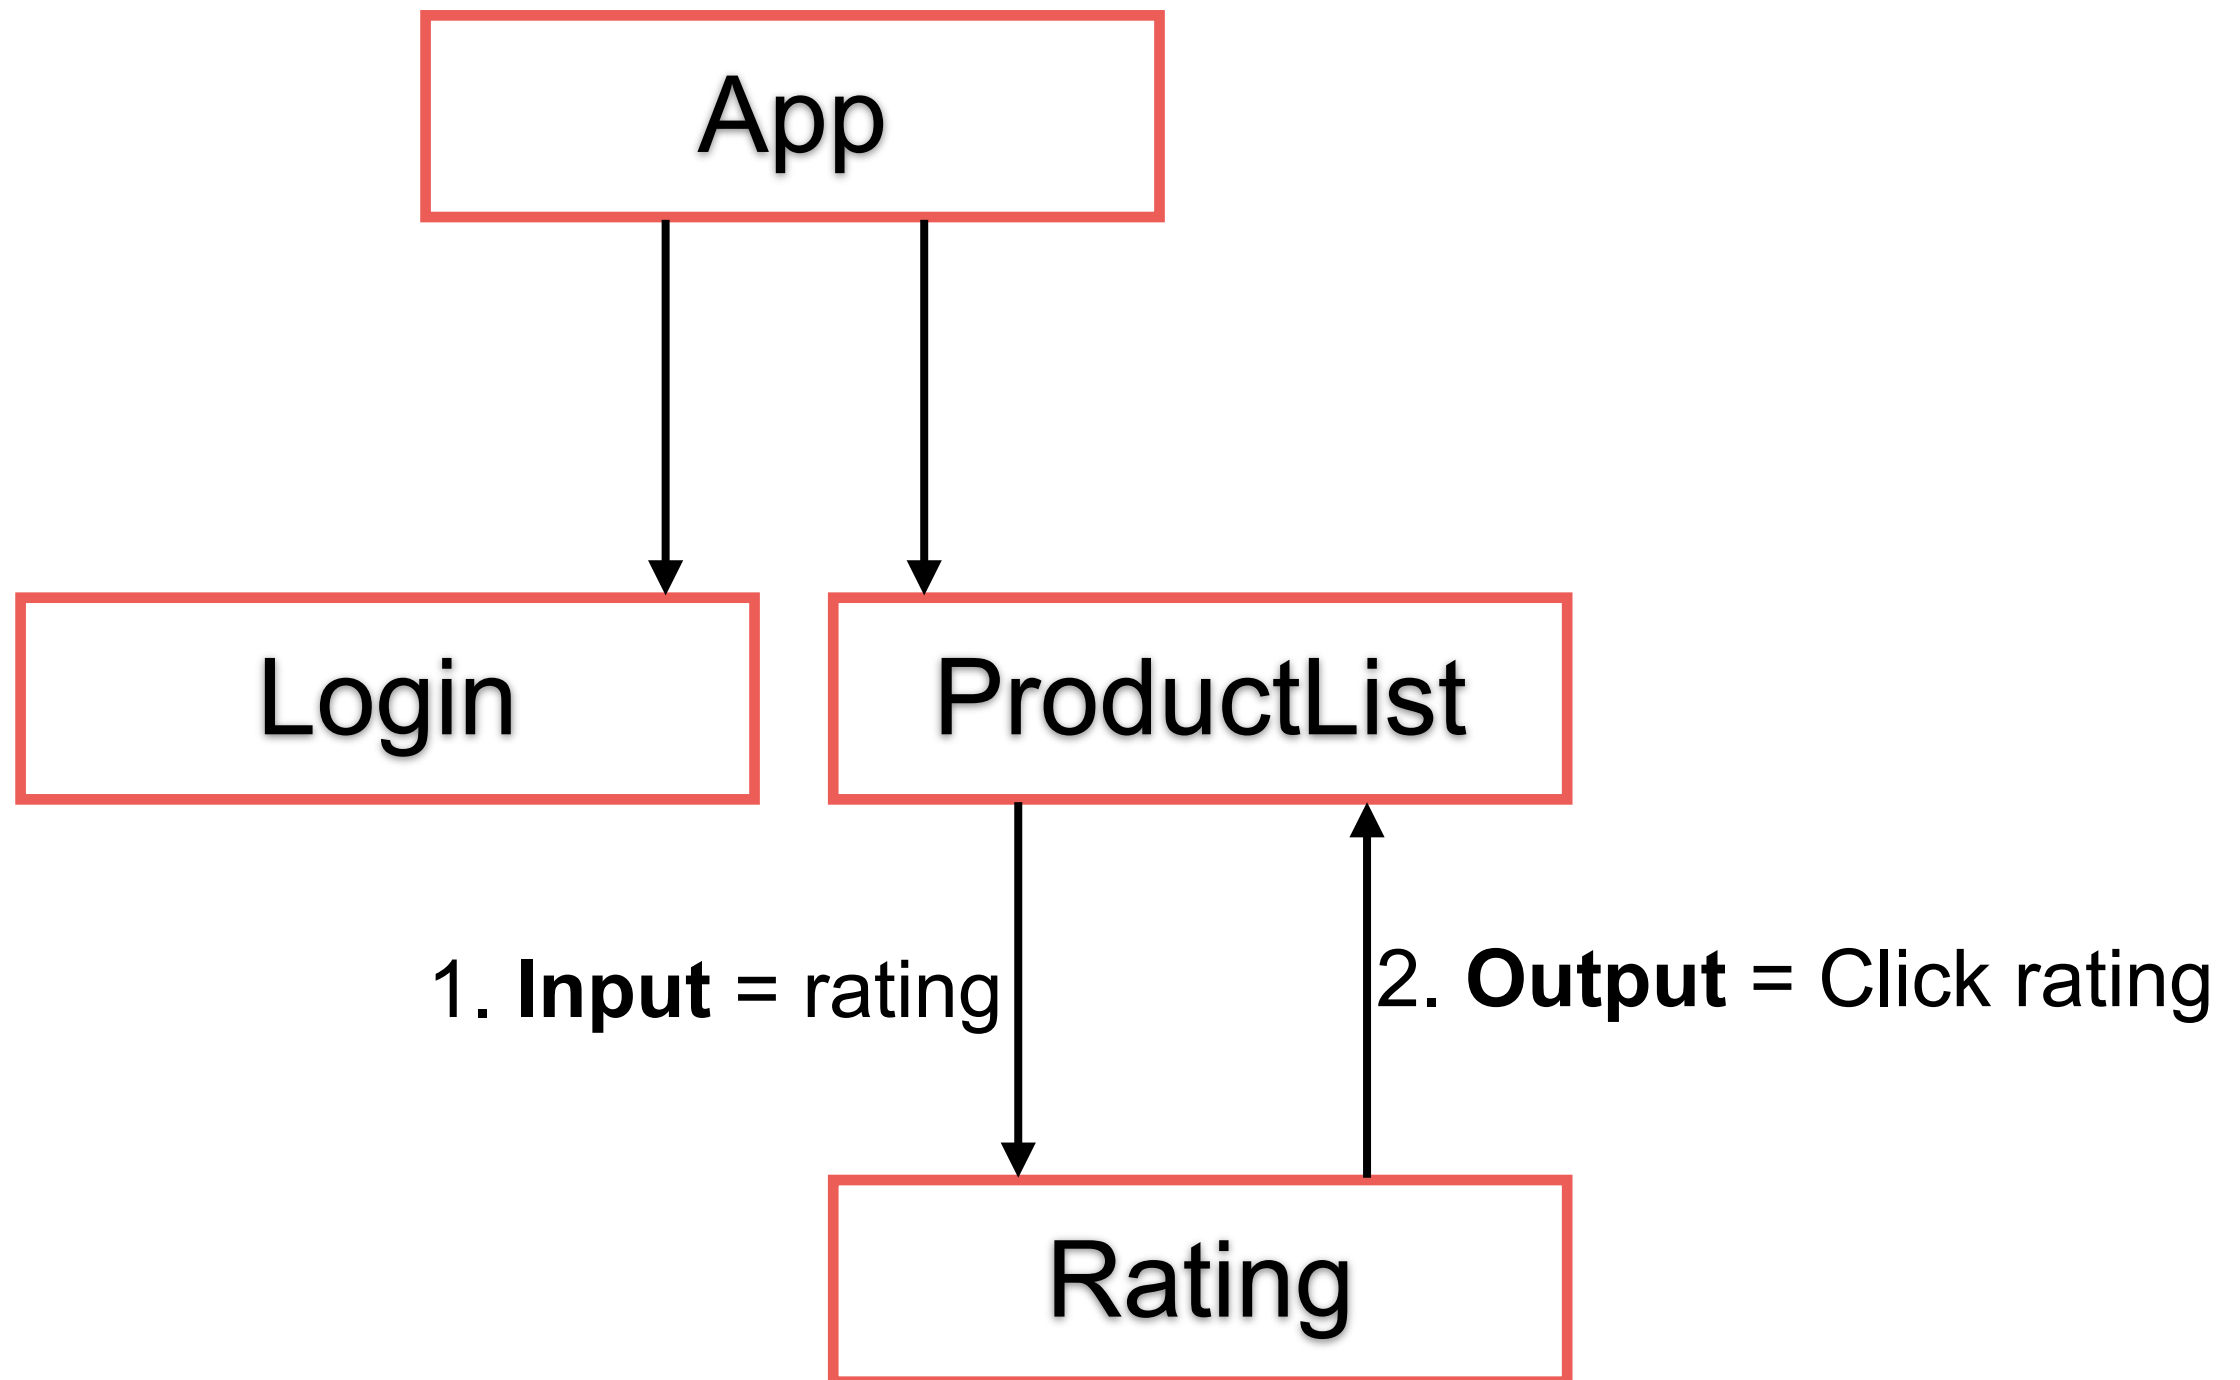 App
Login
ProductList
1. Input = rating
2. Output = Click rating
Rating